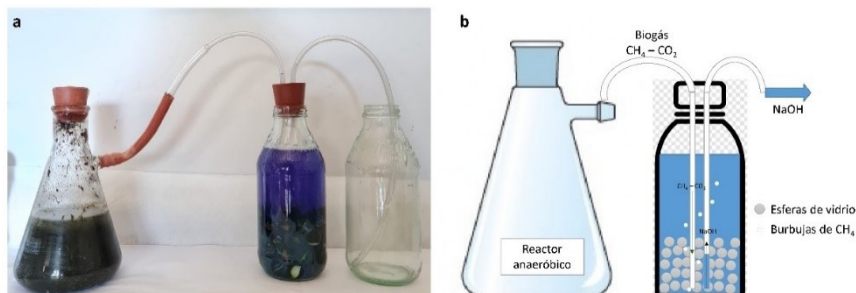 a
b
Biogás
CH₄ – CO₂
NaOH
CH₄ – CO₂
NaOH
Esferas de vidrio
Burbujas de CH₄
Reactor
anaeróbico